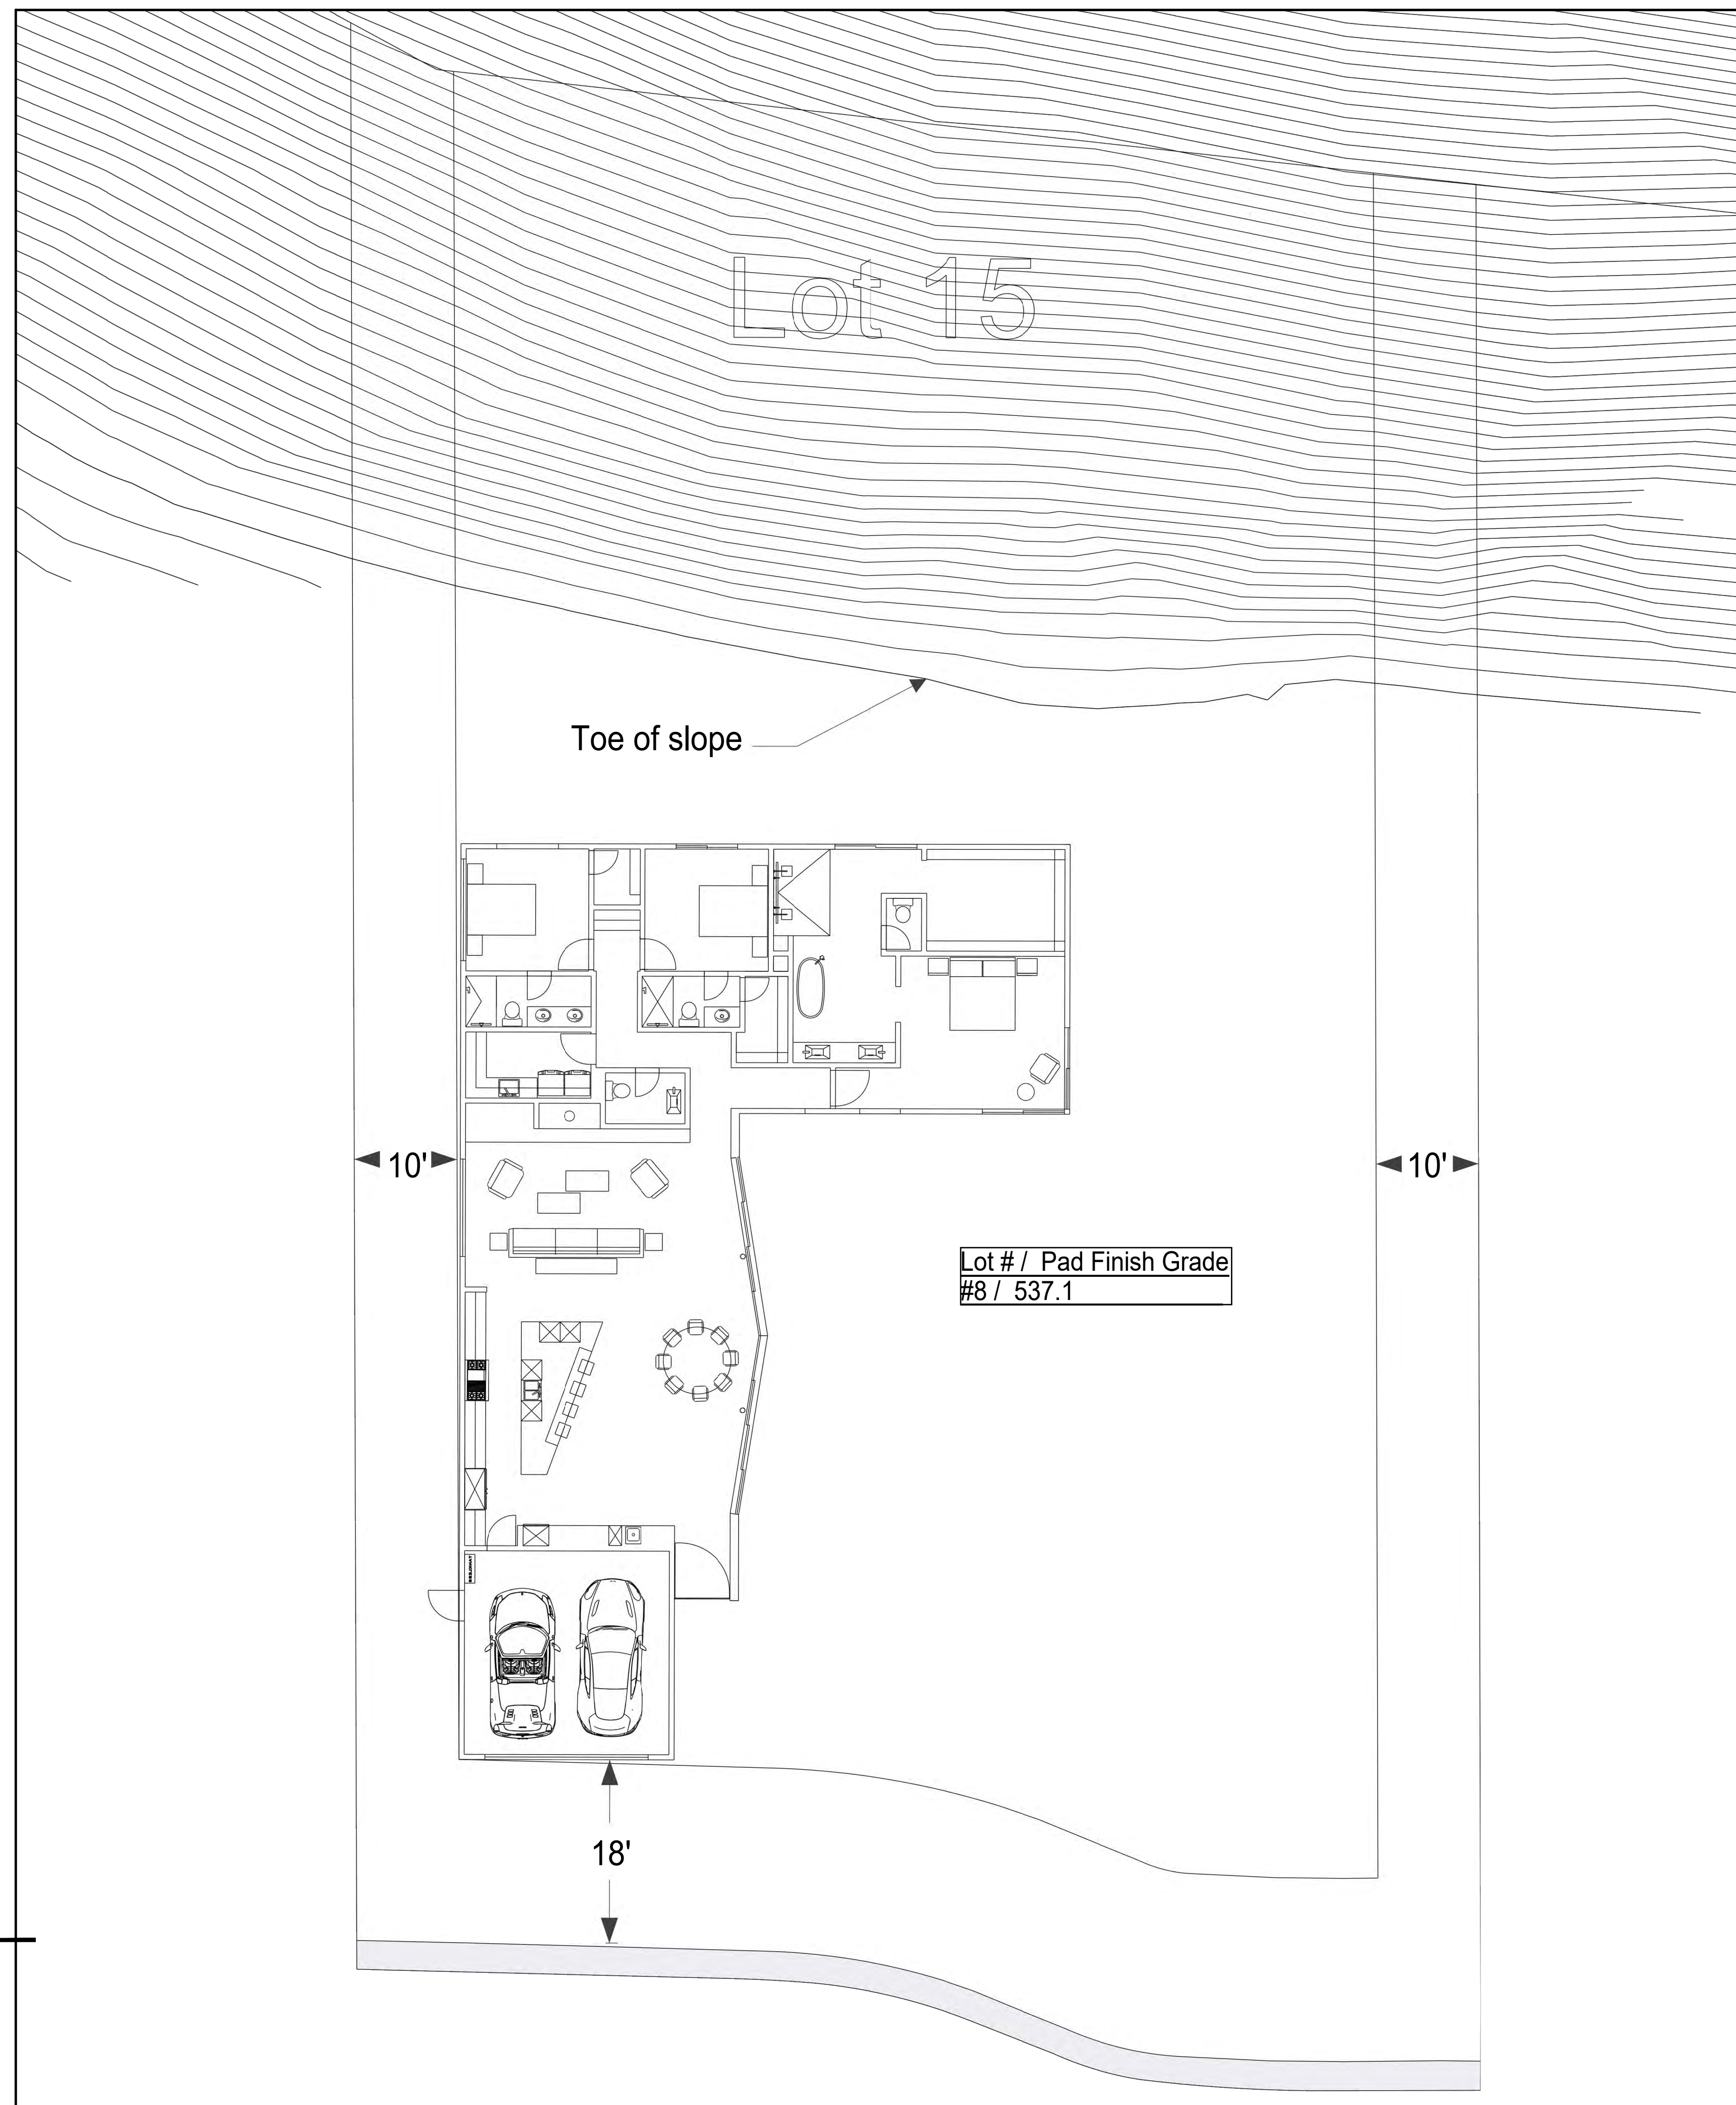 Lot 15
Toe of slope
10'
10'
Lot # / Pad Finish Grade
#8 / 537.1
18'